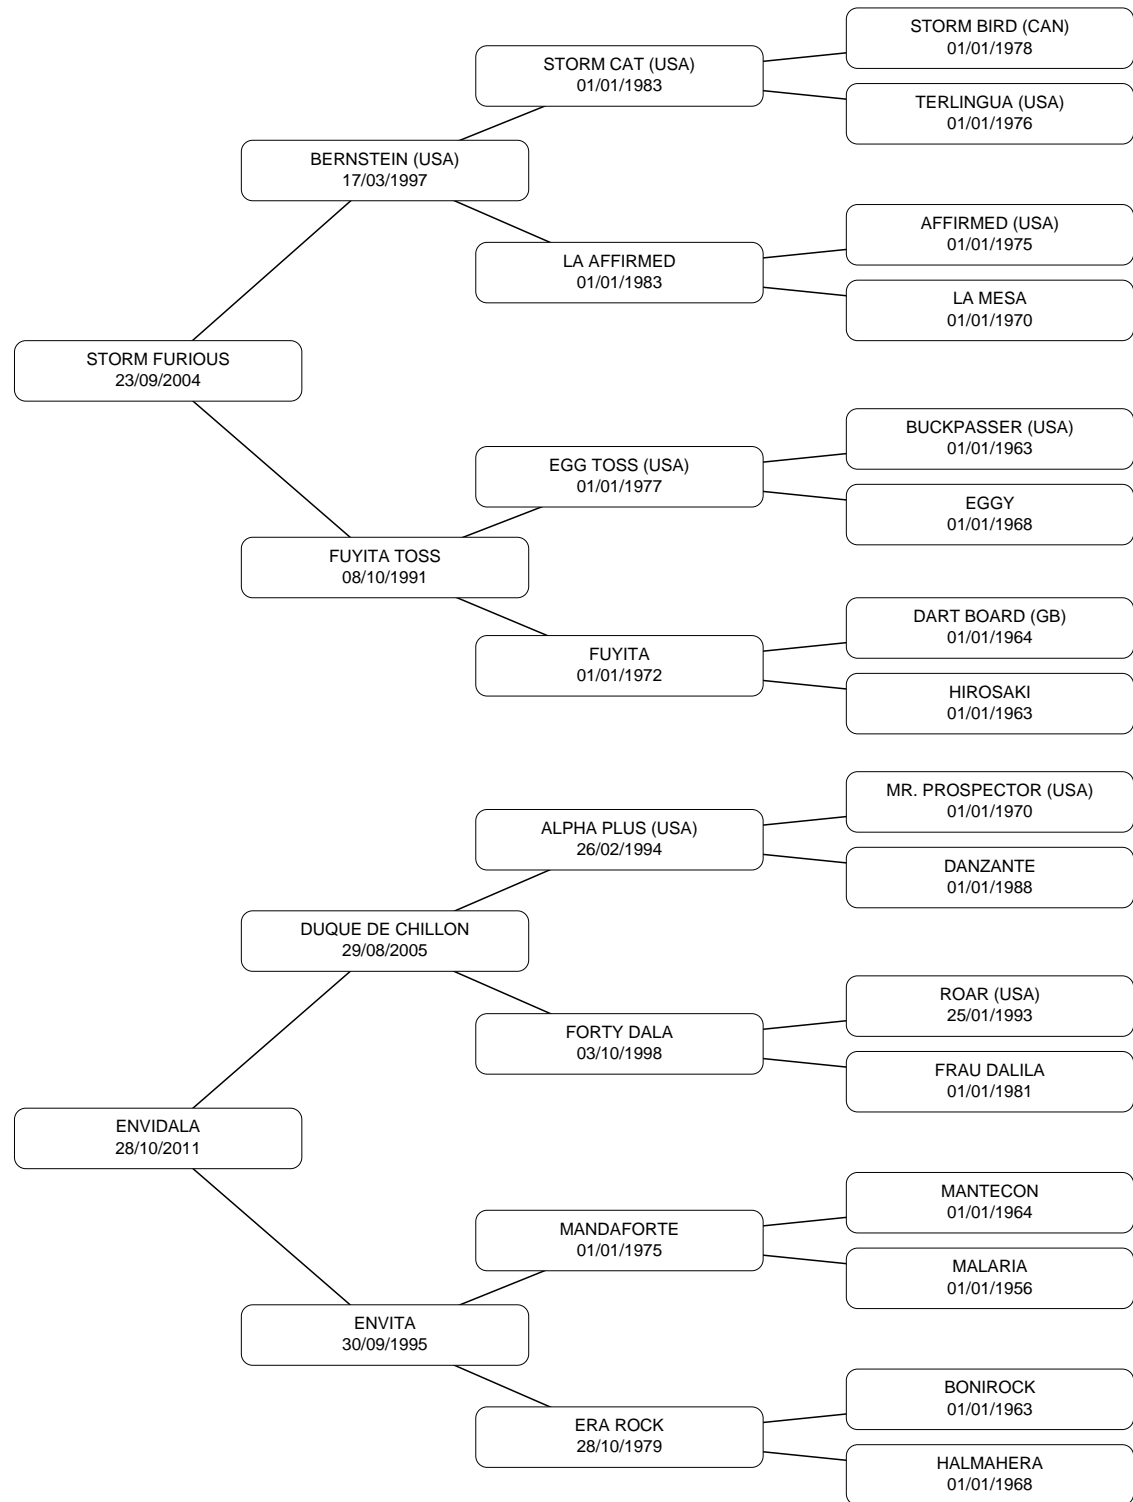 STORM BIRD (CAN)
01/01/1978
STORM CAT (USA)
01/01/1983
TERLINGUA (USA)
01/01/1976
BERNSTEIN (USA)
17/03/1997
AFFIRMED (USA)
01/01/1975
LA AFFIRMED
01/01/1983
LA MESA
01/01/1970
STORM FURIOUS
23/09/2004
BUCKPASSER (USA)
01/01/1963
EGG TOSS (USA)
01/01/1977
EGGY
01/01/1968
FUYITA TOSS
08/10/1991
DART BOARD (GB)
01/01/1964
FUYITA
01/01/1972
HIROSAKI
01/01/1963
MR. PROSPECTOR (USA)
01/01/1970
ALPHA PLUS (USA)
26/02/1994
DANZANTE
01/01/1988
DUQUE DE CHILLON
29/08/2005
ROAR (USA)
25/01/1993
FORTY DALA
03/10/1998
FRAU DALILA
01/01/1981
ENVIDALA
28/10/2011
MANTECON
01/01/1964
MANDAFORTE
01/01/1975
MALARIA
01/01/1956
ENVITA
30/09/1995
BONIROCK
01/01/1963
ERA ROCK
28/10/1979
HALMAHERA
01/01/1968